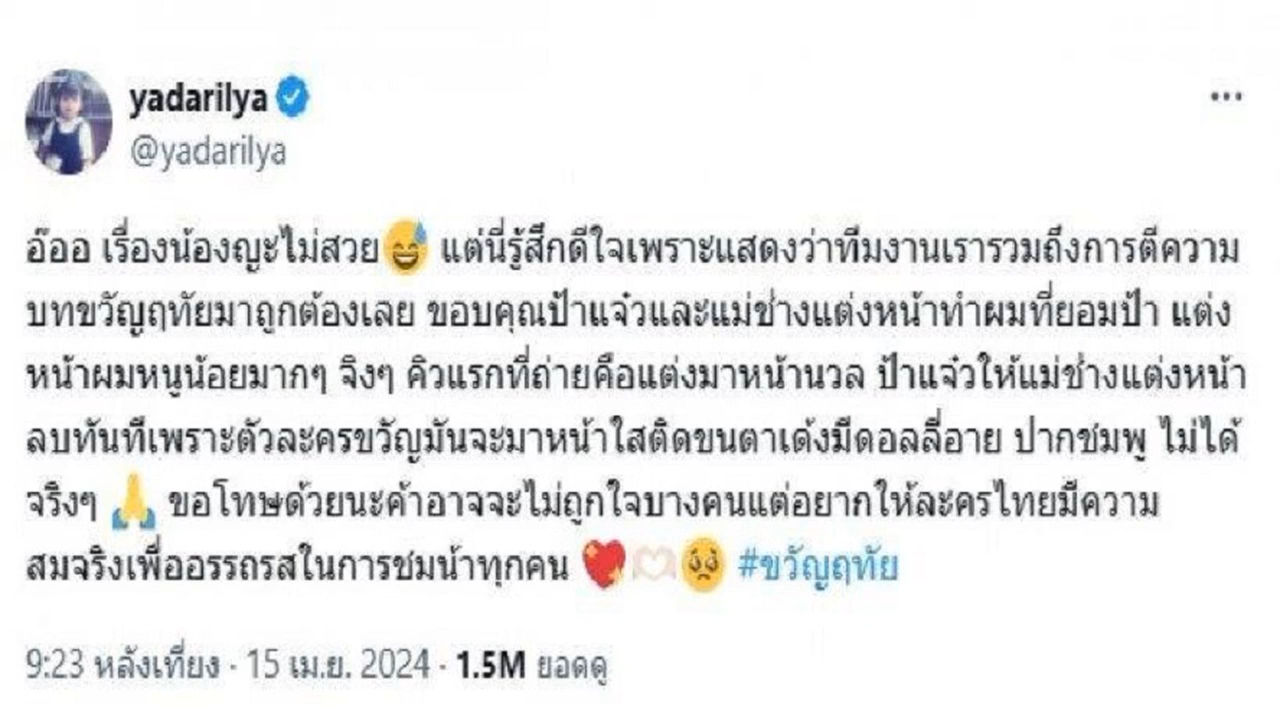 yadarilya
@yadarilya
อ๊ออ เรื่องน้องญะไม่สวย😅 แต่นี่รู้สึกดีใจเพราะแสดงว่าทีมงานเรารวมถึงการตีความ
บทขวัญฤทัยมาถูกต้องเลย ขอบคุณป้าแจ๋วและแม่ช่างแต่งหน้าทำผมที่ยอมป้า แต่ง
หน้าผมหนูน้อยมากๆ จิงๆ คิวแรกที่ถ่ายคือแต่งมาหน้านวล ป้าแจ๋วให้แม่ช่างแต่งหน้า
ลบทันทีเพราะตัวละครขวัญมันจะมาหน้าใสติดขนตาเด้งมีดอลลี่อาย ปากชมพู ไม่ได้
จริงๆ 🙏 ขอโทษด้วยนะค้าอาจจะไม่ถูกใจบางคนแต่อยากให้ละครไทยมีความ
สมจริงเพื่ออรรถรสในการชมน้าทุกคน 💖🫶🏻🥺 #ขวัญฤทัย
9:23 หลังเที่ยง · 15 เม.ย. 2024 · 1.5M ยอดดู